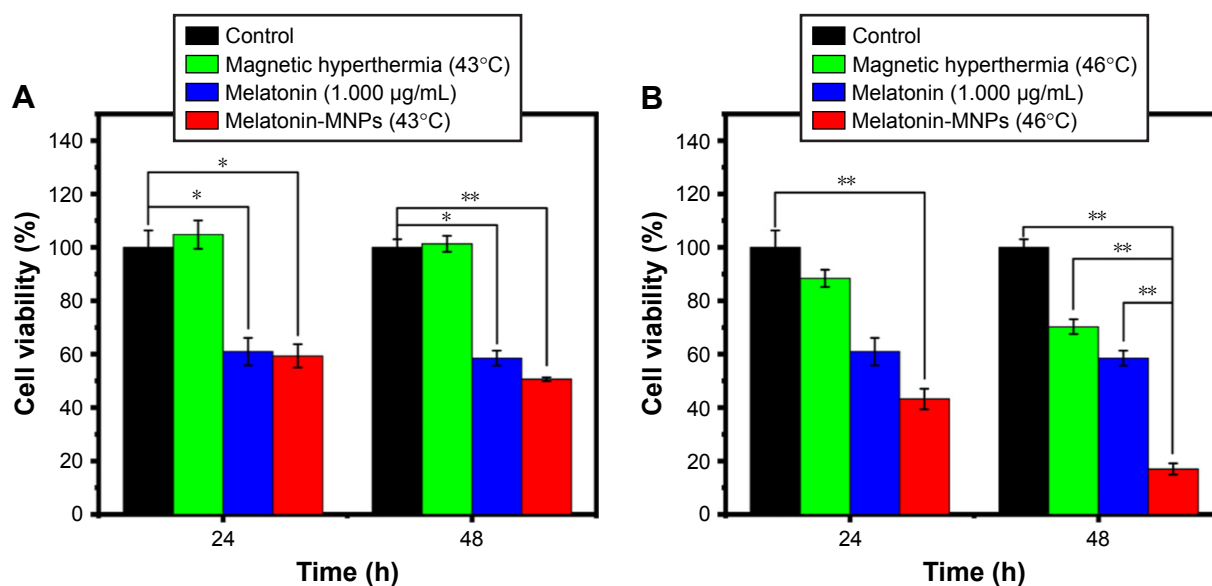 A
Control
Magnetic hyperthermia (43°C)
Melatonin (1.000 µg/mL)
Melatonin-MNPs (43°C)
Cell viability (%)
140
120
100
80
60
40
20
0
*
*
**
*
24
48
Time (h)
B
Control
Magnetic hyperthermia (46°C)
Melatonin (1.000 µg/mL)
Melatonin-MNPs (46°C)
Cell viability (%)
140
120
100
80
60
40
20
0
**
**
**
**
24
48
Time (h)